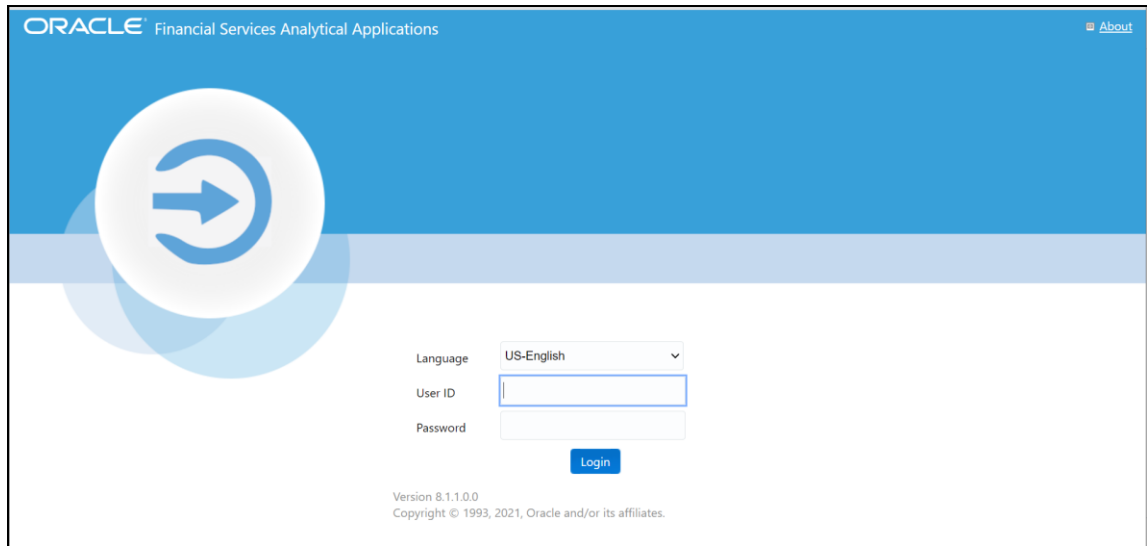 ORACLE® Financial Services Analytical Applications
About
Language US-English
User ID
Password
Login
Version 8.1.1.0.0
Copyright © 1993, 2021, Oracle and/or its affiliates.